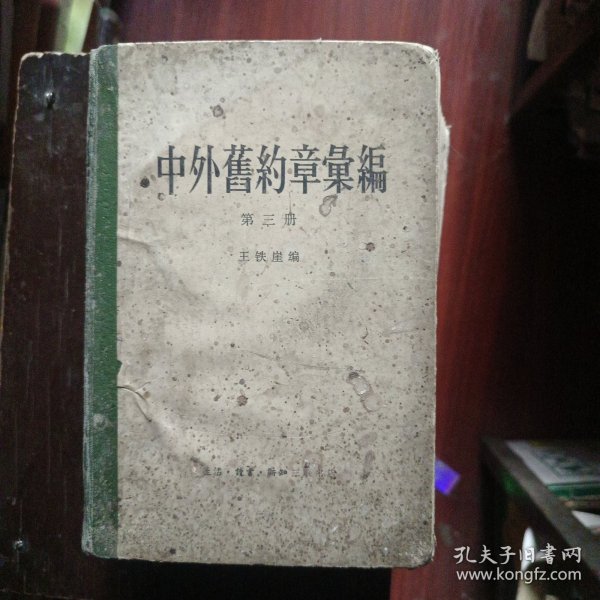 中外舊約章彙編
第三册
王铁崖编
生活·讀書·新知三联书店
孔夫子旧書网
www.kongfz.com